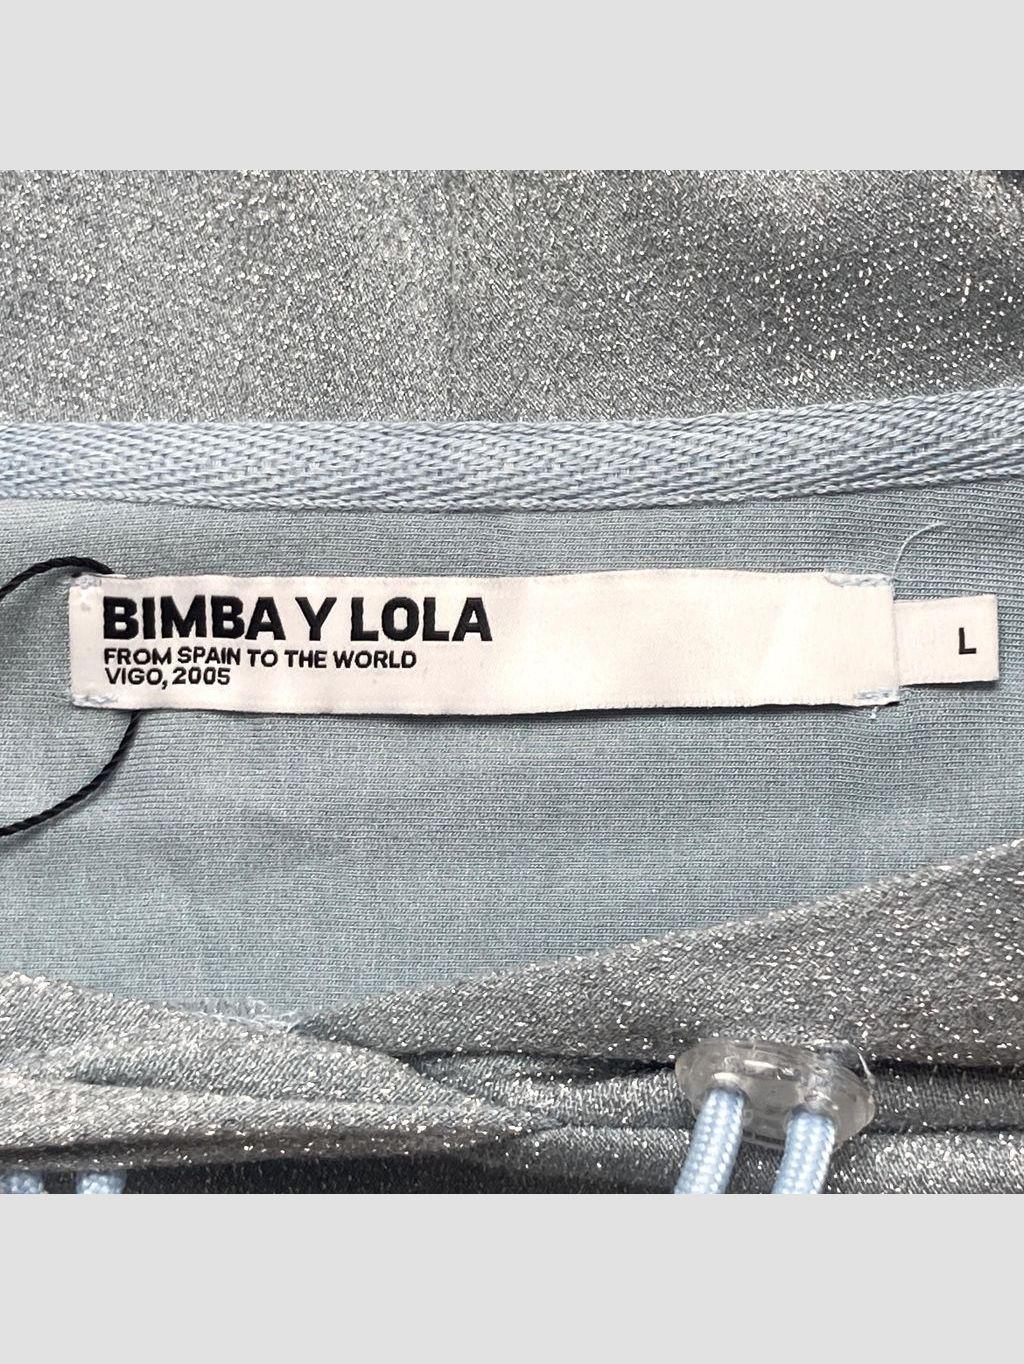 BIMBA Y LOLA
FROM SPAIN TO THE WORLD
VIGO, 2005
L